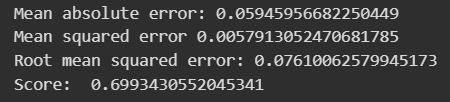 Mean absolute error: 0.05945956682250449
Mean squared error 0.0057913052470681785
Root mean squared error: 0.07610062579945173
Score:  0.6993430552045341